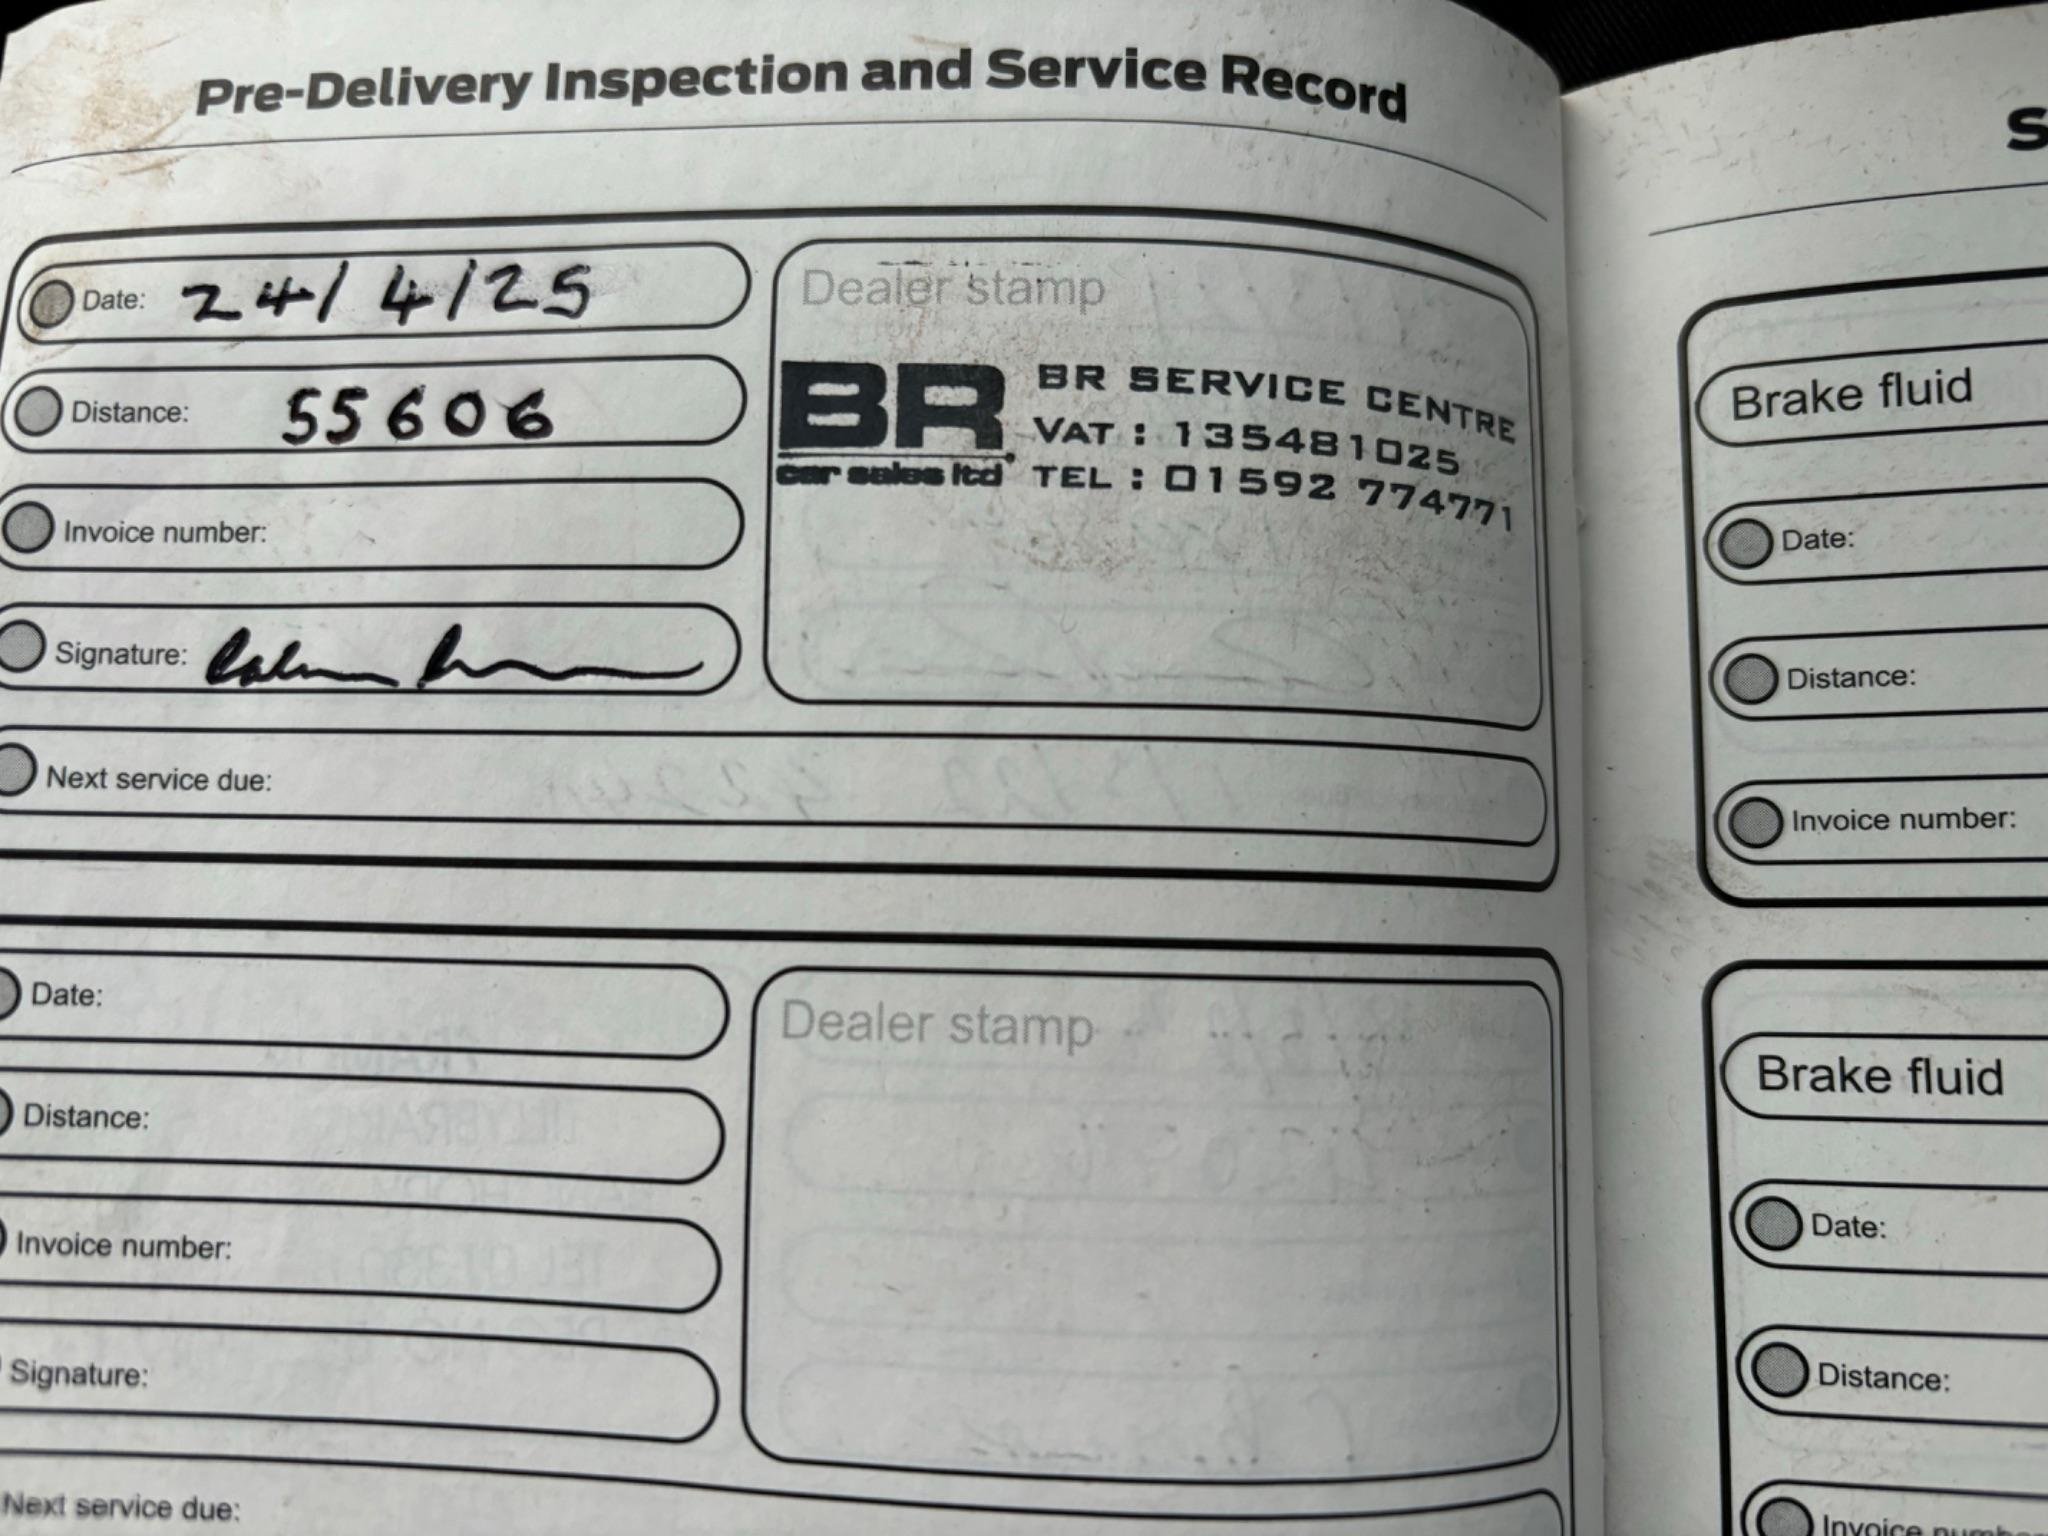 Pre-Delivery Inspection and Service Record
Date: 24/4/25
Distance: 55606
Invoice number:
Signature:
Next service due:
Dealer stamp
BR
car sales ltd
BR SERVICE CENTRE
VAT : 135481025
TEL : 01592 774771
Date:
Distance:
Invoice number:
Signature:
Next service due:
Dealer stamp
S
Brake fluid
Date:
Distance:
Invoice number:
Brake fluid
Date:
Distance:
Invoice number